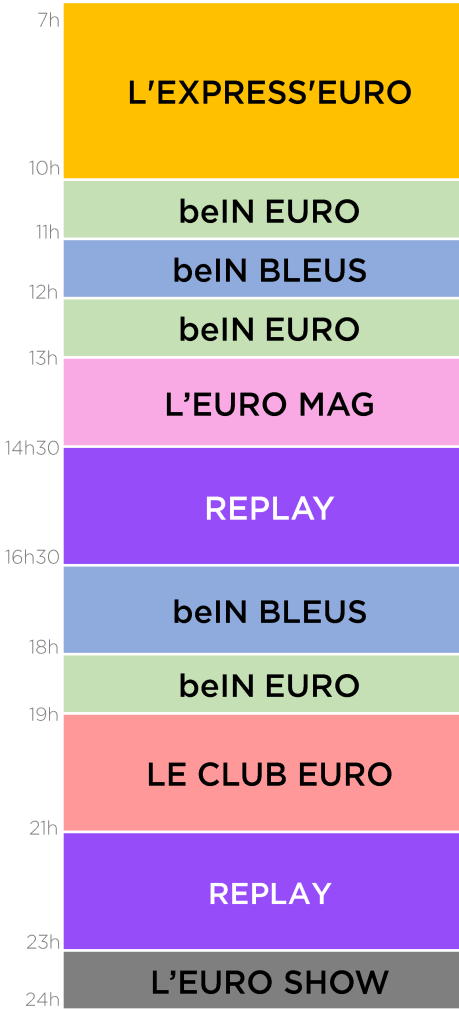 7h
L'EXPRESS'EURO
10h
beIN EURO
11h
beIN BLEUS
12h
beIN EURO
13h
L’EURO MAG
14h30
REPLAY
16h30
beIN BLEUS
18h
beIN EURO
19h
LE CLUB EURO
21h
REPLAY
23h
L’EURO SHOW
24h